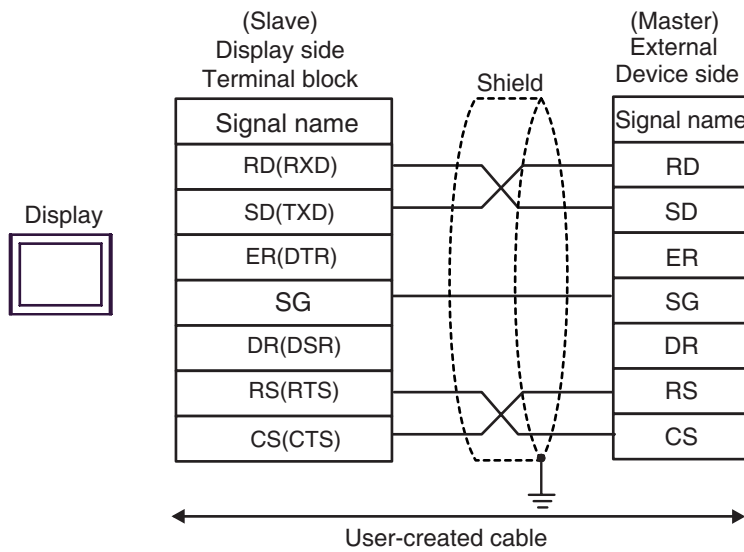 (Slave)
Display side
Terminal block
(Master)
External
Device side
Shield
Signal name
Signal name
RD(RXD)
RD
SD(TXD)
SD
Display
ER(DTR)
ER
SG
SG
DR(DSR)
DR
RS(RTS)
RS
CS(CTS)
CS
User-created cable